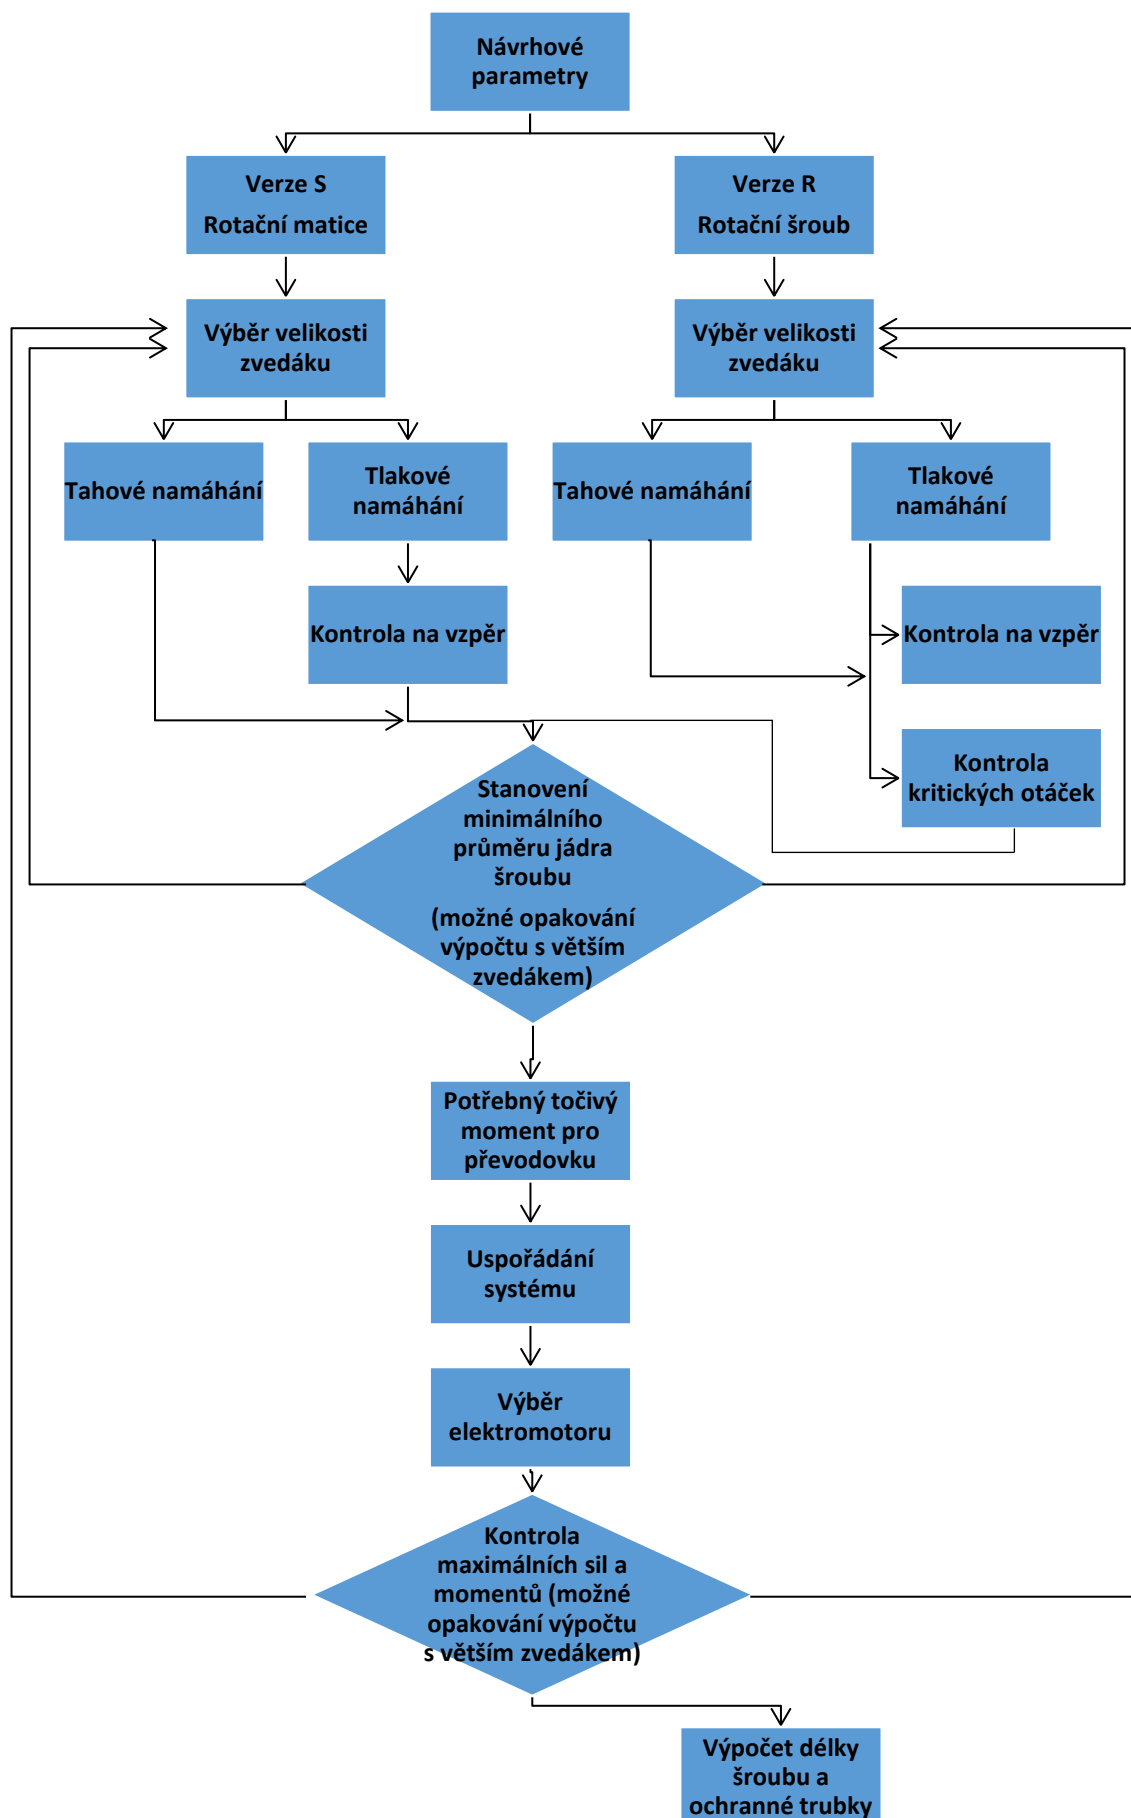 Návrhové
parametry
Verze S
Rotační matice
Verze R
Rotační šroub
Výběr velikosti
zvedáku
Výběr velikosti
zvedáku
Tahové namáhání
Tlakové
namáhání
Tahové namáhání
Tlakové
namáhání
Kontrola na vzpěr
Kontrola na vzpěr
Kontrola
kritických otáček
Stanovení
minimálního
průměru jádra
šroubu
(možné opakování
výpočtu s větším
zvedákem)
Potřebný točivý
moment pro
převodovku
Uspořádání
systému
Výběr
elektromotoru
Kontrola
maximálních sil a
momentů (možné
opakování výpočtu
s větším zvedákem)
Výpočet délky
šroubu a
ochranné trubky